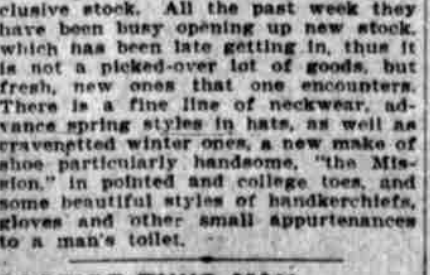 clusive stock. All the past week they
have been busy opening up new stock,
which has been late getting in, thus it
is not a picked-over lot of goods, but
fresh, new ones that one encounters.
There is a fine line of neckwear, ad-
vance spring styles in hats, as well as
cravenetted winter ones, a new make of
shoe particularly handsome, "the Mis-
sion," in pointed and college toes, and
some beautiful styles of handkerchiefs,
gloves and other small appurtenances
to a man's toilet.